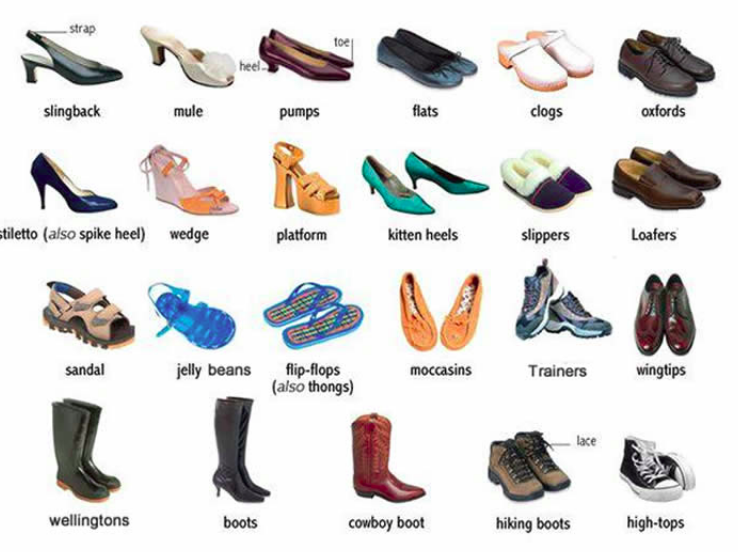 strap
toe
heel
slingback
mule
pumps
flats
clogs
oxfords
stiletto (also spike heel)
wedge
platform
kitten heels
slippers
Loafers
sandal
jelly beans
flip-flops
(also thongs)
moccasins
Trainers
wingtips
lace
wellingtons
boots
cowboy boot
hiking boots
high-tops